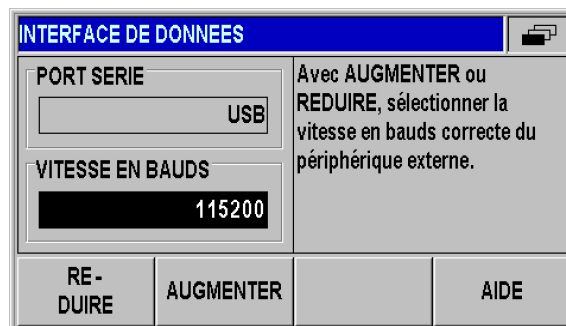 INTERFACE DE DONNEES
PORT SERIE
USB
VITESSE EN BAUDS
115200
Avec AUGMENTER ou
REDUIRE, sélectionner la
vitesse en bauds correcte du
périphérique externe.
RE-
DUIRE
AUGMENTER
AIDE